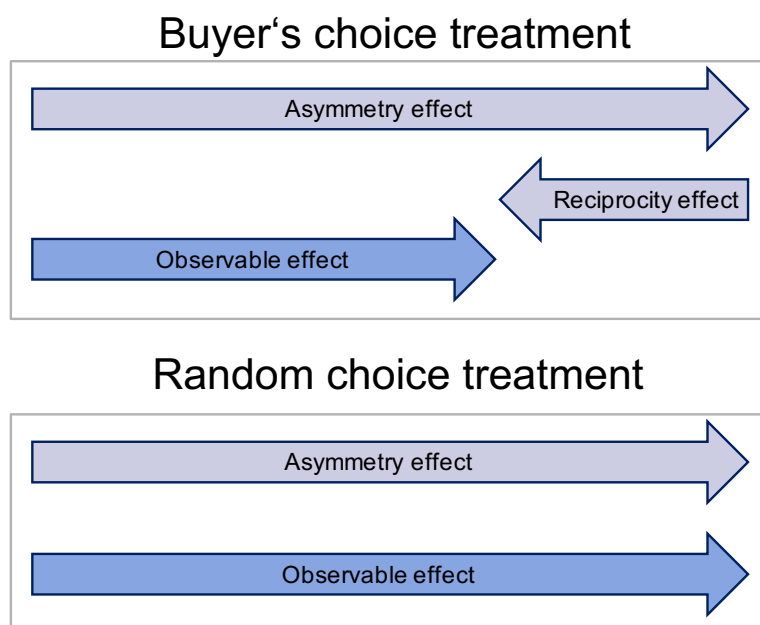 Buyer‘s choice treatment
Asymmetry effect
Reciprocity effect
Observable effect
Random choice treatment
Asymmetry effect
Observable effect